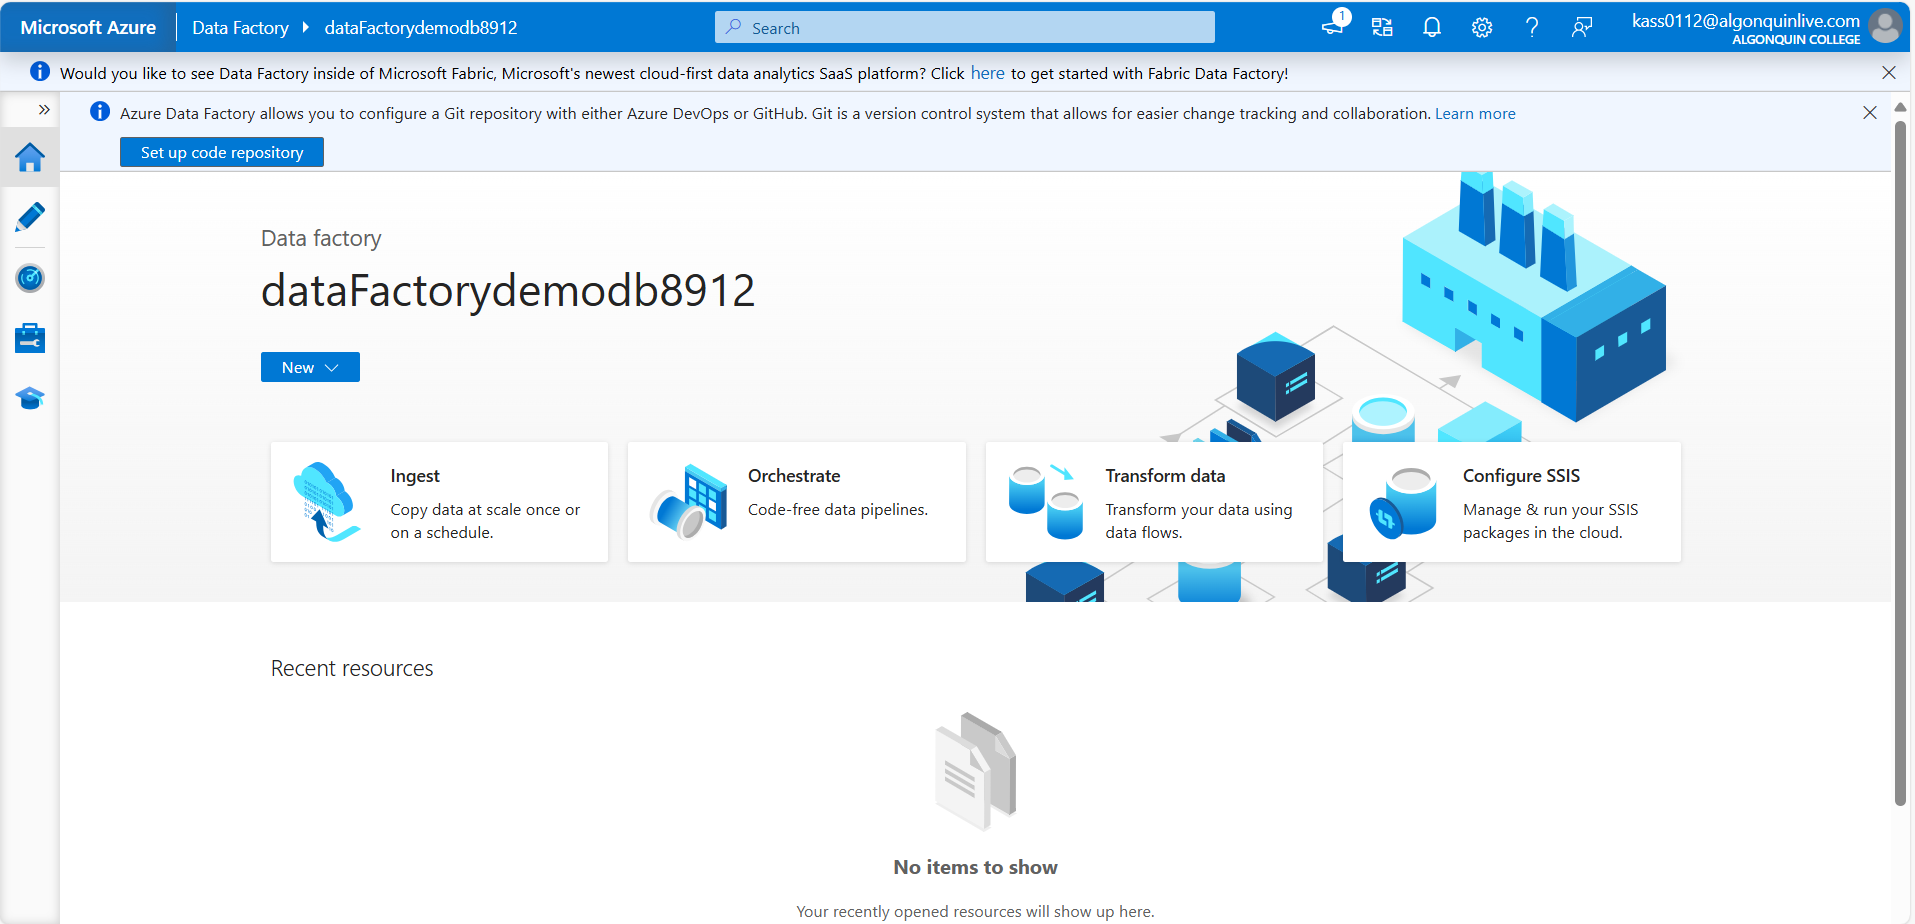 Microsoft Azure
Data Factory
dataFactorydemodb8912
Search
1
kass0112@algonquinlive.com
ALGONQUIN COLLEGE
Would you like to see Data Factory inside of Microsoft Fabric, Microsoft's newest cloud-first data analytics SaaS platform? Click here to get started with Fabric Data Factory!
Azure Data Factory allows you to configure a Git repository with either Azure DevOps or GitHub. Git is a version control system that allows for easier change tracking and collaboration. Learn more
Set up code repository
Data factory
dataFactorydemodb8912
New
Ingest
Copy data at scale once or
on a schedule.
Orchestrate
Code-free data pipelines.
Transform data
Transform your data using
data flows.
Configure SSIS
Manage & run your SSIS
packages in the cloud.
Recent resources
No items to show
Your recently opened resources will show up here.